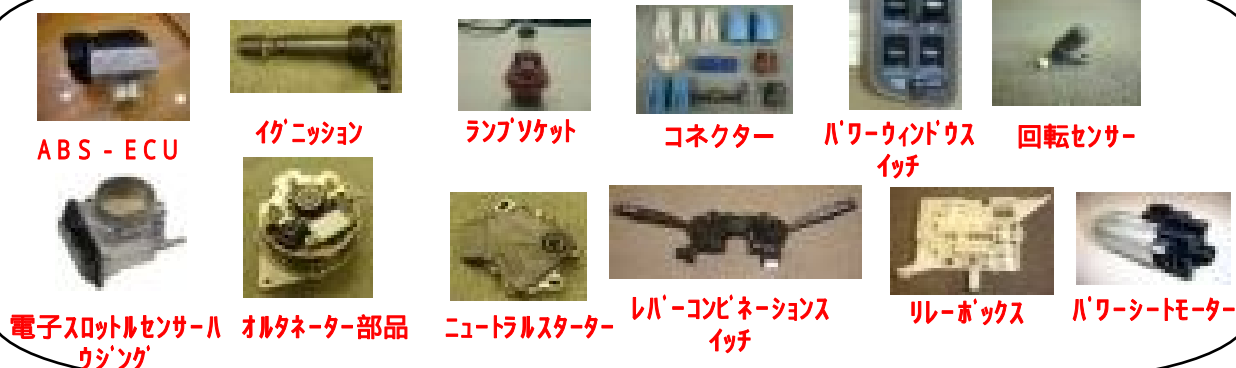 ABS-ECU
イグニッション
ランプソケット
コネクター
パワーウィンドウス
イッチ
回転センサー
電子スロットルセンサーハ
ウジング
オルタネーター部品
ニュートラルスターター
レバーコンビネーションス
イッチ
リレーボックス
パワーシートモーター